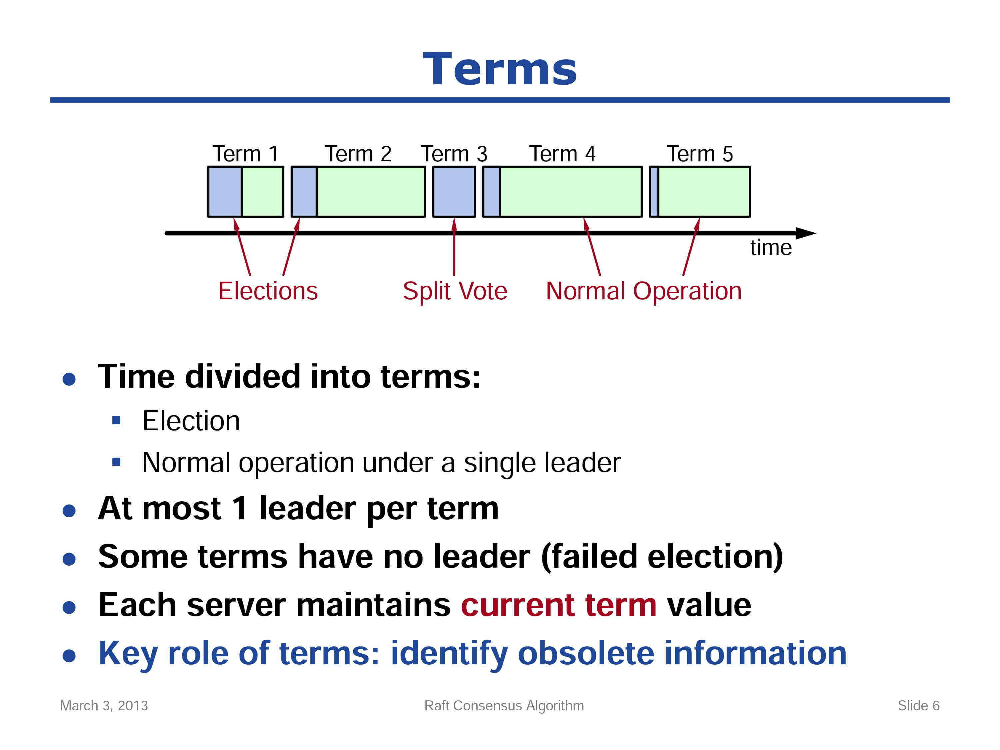 Terms
Term 1 Term 2 Term 3 Term 4 Term 5
time
Elections Split Vote Normal Operation
● Time divided into terms:
▪ Election
▪ Normal operation under a single leader
● At most 1 leader per term
● Some terms have no leader (failed election)
● Each server maintains current term value
● Key role of terms: identify obsolete information
March 3, 2013 Raft Consensus Algorithm Slide 6